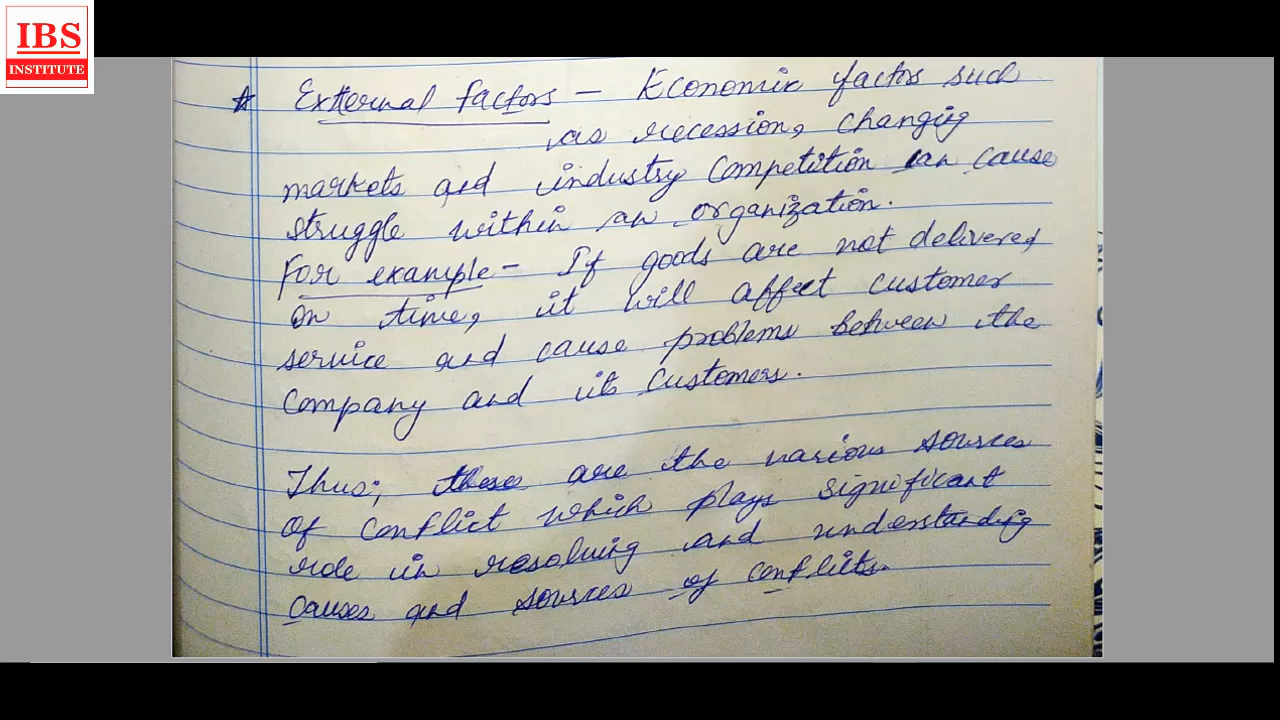 IBS
INSTITUTE
☆ External factors - Economic factors such
as recession, changing
markets and industry competition can cause
struggle within an organization.
For example - If goods are not delivered
on time, it will affect customer
service and cause problems between the
Company and its Customers.
Thus, these are the various sources
of conflict which plays significant
role in resolving and understanding
causes and sources of conflicts.